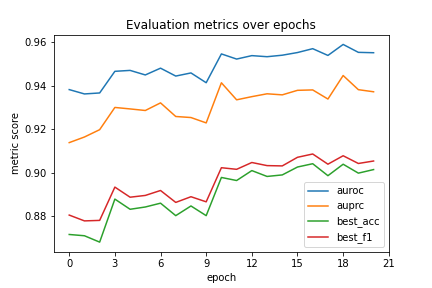 Evaluation metrics over epochs
0.96
0.94
0.92
0.90
0.88
metric score
0 3 6 9 12 15 18 21
epoch
auroc
auprc
best_acc
best_f1